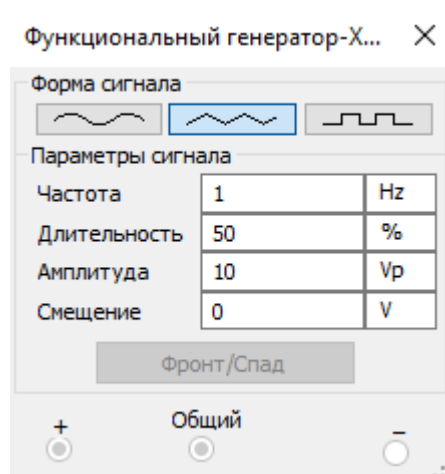 Функциональный генератор-X...
Форма сигнала
Параметры сигнала
Частота 1 Hz
Длительность 50 %
Амплитуда 10 Vp
Смещение 0 V
Фронт/Спад
+ Общий –